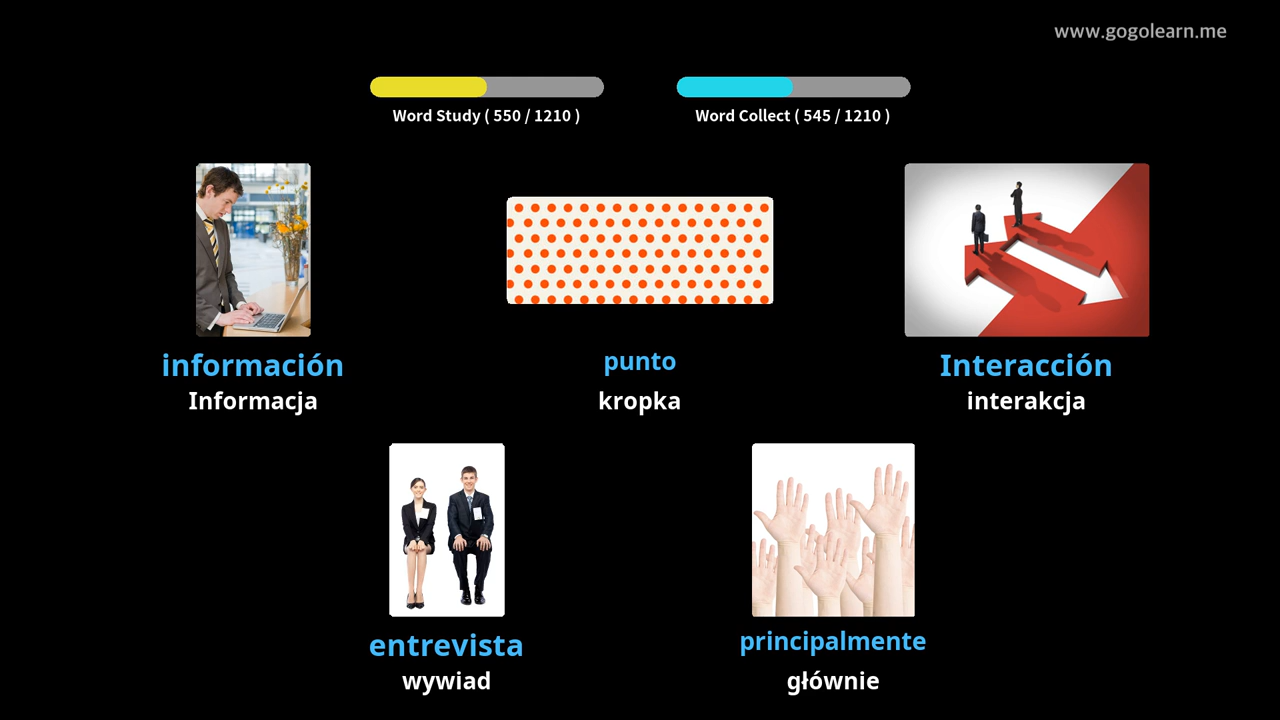 www.gogolearn.me
Word Study ( 550 / 1210 )
Word Collect ( 545 / 1210 )
información
Informacja
punto
kropka
Interacción
interakcja
entrevista
wywiad
principalmente
głównie